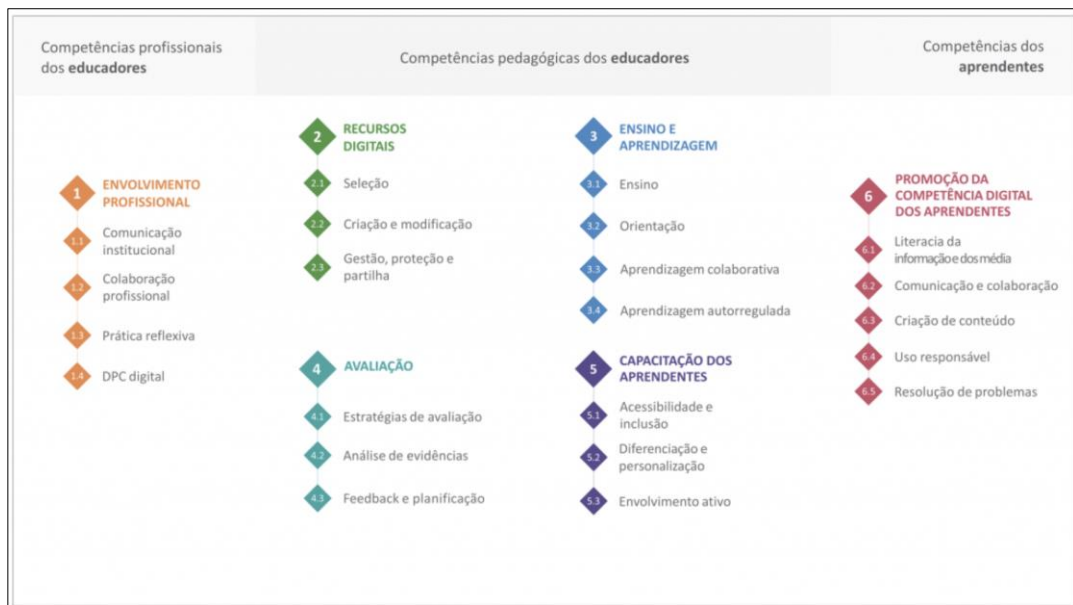 Competências profissionais
dos educadores
Competências pedagógicas dos educadores
Competências dos
aprendentes
1 ENVOLVIMENTO
PROFISSIONAL
1.1 Comunicação
institucional
1.2 Colaboração
profissional
1.3 Prática reflexiva
1.4 DPC digital
2 RECURSOS
DIGITAIS
2.1 Seleção
2.2 Criação e modificação
2.3 Gestão, proteção e
partilha
3 ENSINO E
APRENDIZAGEM
3.1 Ensino
3.2 Orientação
3.3 Aprendizagem colaborativa
3.4 Aprendizagem autorregulada
4 AVALIAÇÃO
4.1 Estratégias de avaliação
4.2 Análise de evidências
4.3 Feedback e planificação
5 CAPACITAÇÃO DOS
APRENDENTES
5.1 Acessibilidade e
inclusão
5.2 Diferenciação e
personalização
5.3 Envolvimento ativo
6 PROMOÇÃO DA
COMPETÊNCIA DIGITAL
DOS APRENDENTES
6.1 Literacia da
informação e dos média
6.2 Comunicação e colaboração
6.3 Criação de conteúdo
6.4 Uso responsável
6.5 Resolução de problemas